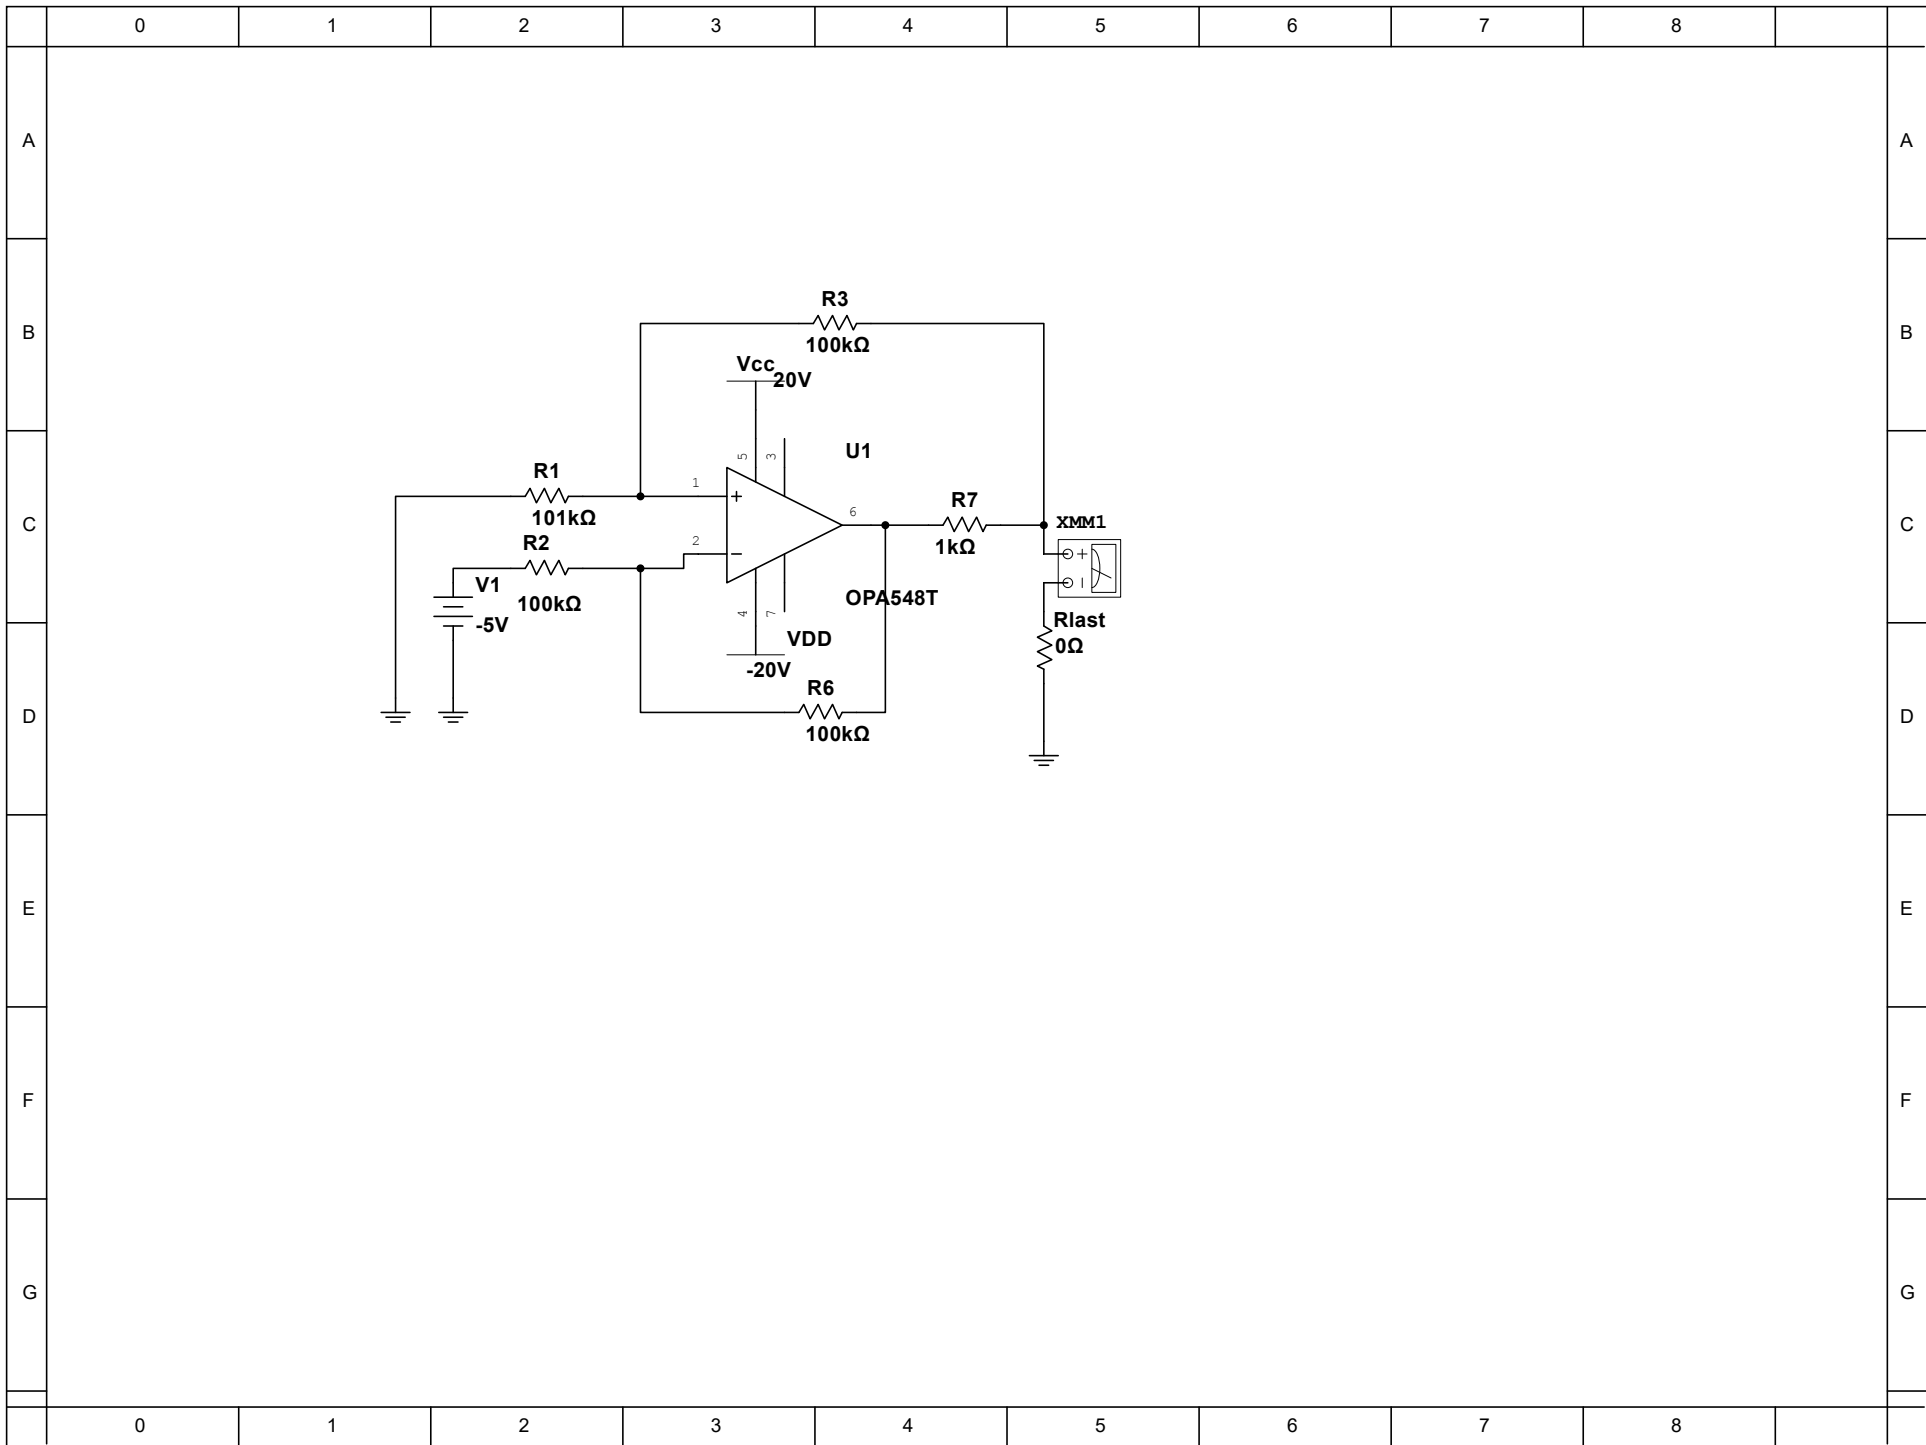 0 1 2 3 4 5 6 7 8
A A
R3
B B
100kΩ
Vcc
20V
U1
5 3
R1
1
+
R7
6
101kΩ
C C
XMM1
R2
2
1kΩ
+
V1
100kΩ
OPA548T
-5V
4 7
Rlast
VDD
0Ω
-20V
R6
D D
100kΩ
E E
F F
G G
0 1 2 3 4 5 6 7 8